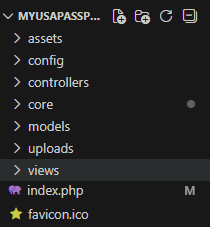 MYUSAPASSP...
assets
config
controllers
core
models
uploads
views
index.php M
favicon.ico